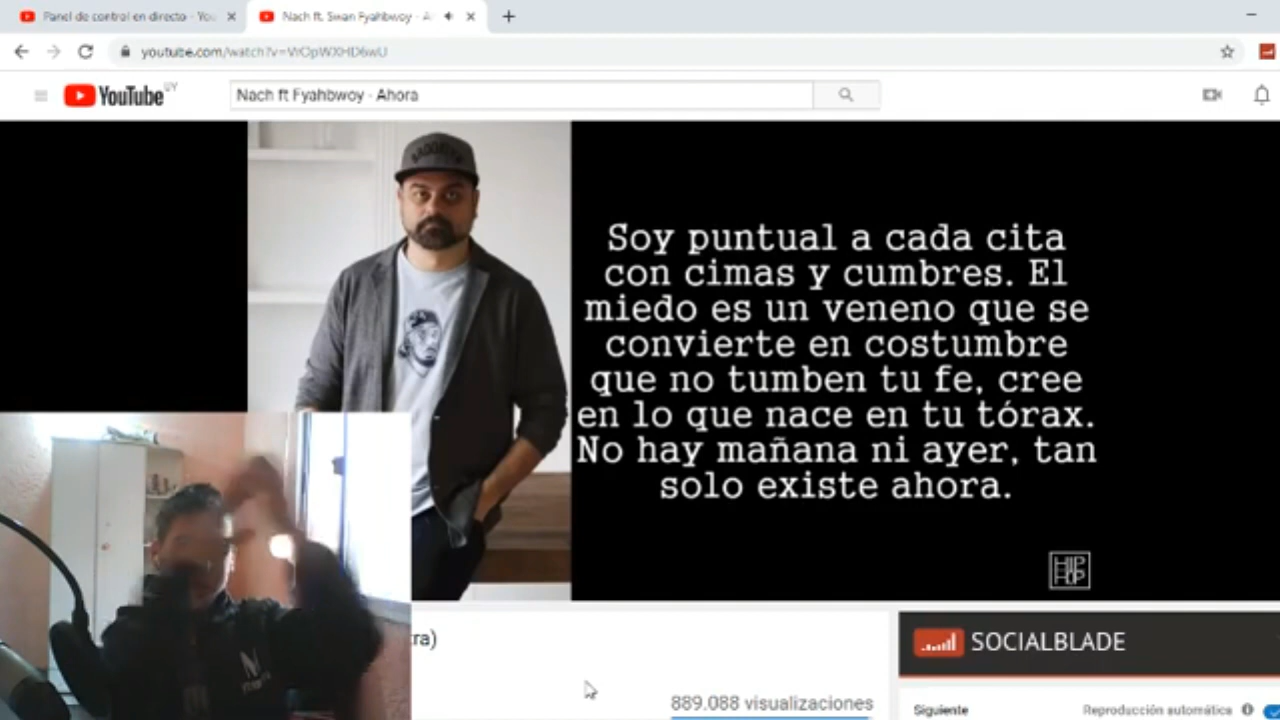 Panel de control en directo - You
Nach ft. Swan Fyahbwoy - A
youtube.com/watch?v=
YouTube UY
Nach ft Fyahbwoy - Ahora
Soy puntual a cada cita
con cimas y cumbres. El
miedo es un veneno que se
convierte en costumbre
que no tumben tu fe, cree
en lo que nace en tu tórax.
No hay mañana ni ayer, tan
solo existe ahora.
HIP
HOP
tra)
SOCIALBLADE
889.088 visualizaciones
Siguiente
Reproducción automática